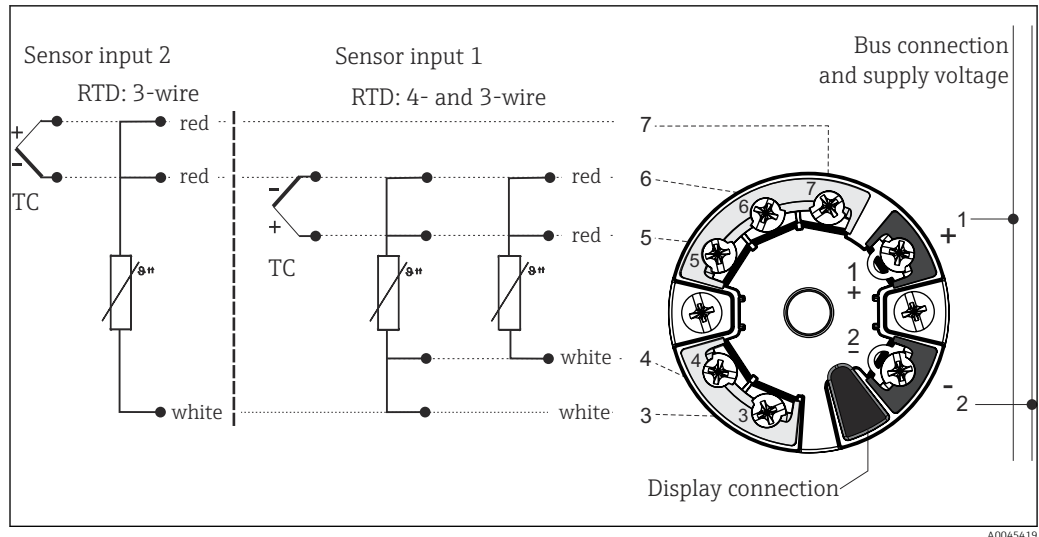 Sensor input 2
RTD: 3-wire
Sensor input 1
RTD: 4- and 3-wire
Bus connection
and supply voltage
+
-
TC
red
red
white
-
+
TC
ϑ
ϑ
ϑ
red
red
white
white
7
6
5
4
3
7
6
5
4
3
1
+
2
-
+
1
-
2
Display connection
A0045419